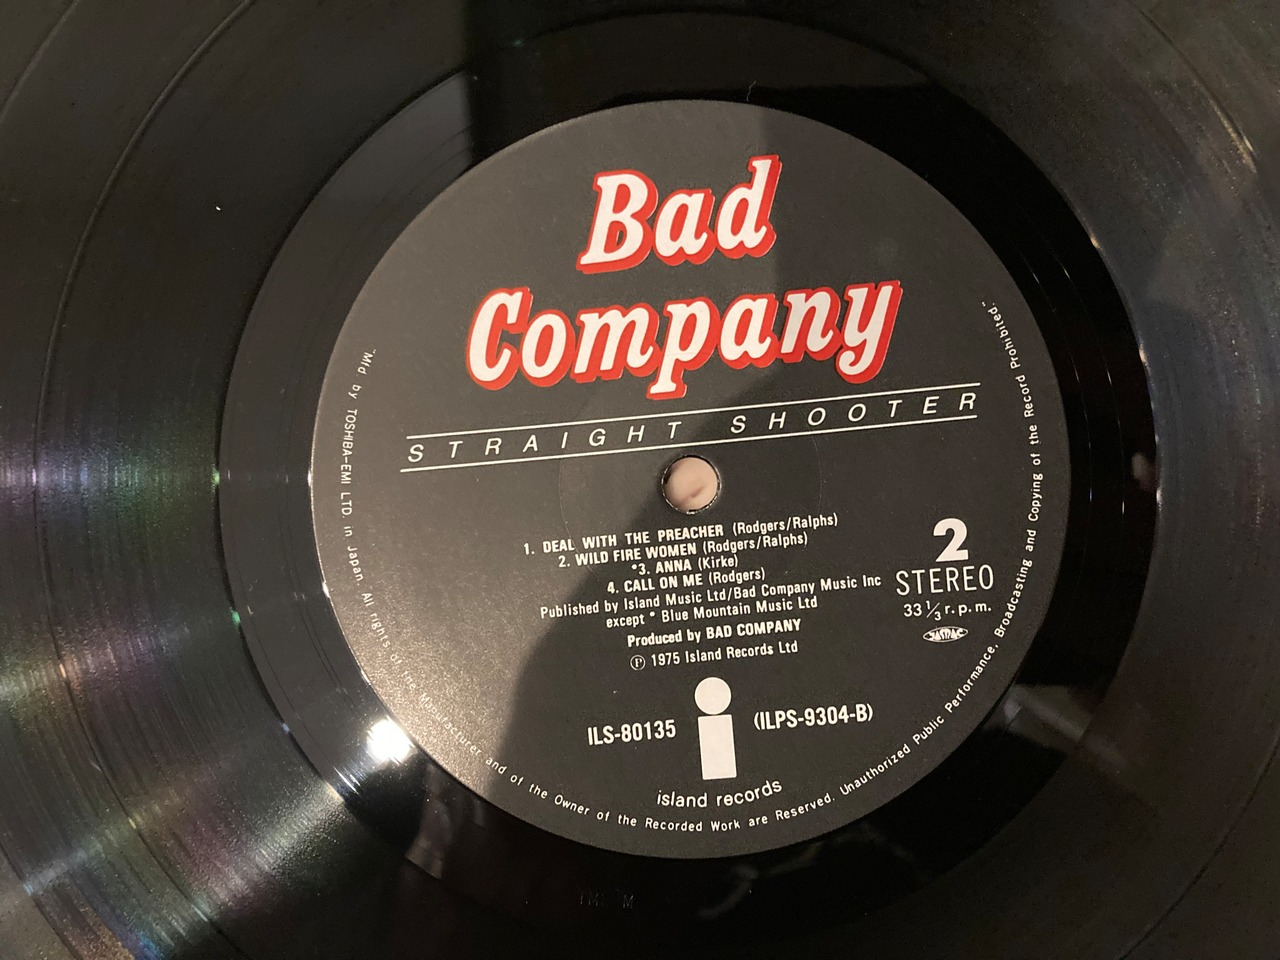 Bad
Company
STRAIGHT SHOOTER
1. DEAL WITH THE PREACHER (Rodgers/Ralphs)
2. WILD FIRE WOMEN (Rodgers/Ralphs)
*3. ANNA (Kirke)
4. CALL ON ME (Rodgers)
Published by Island Music Ltd/Bad Company Music Inc
except * Blue Mountain Music Ltd
Produced by BAD COMPANY
Ⓟ 1975 Island Records Ltd
2
STEREO
33 1/3 r.p.m.
JASRAC
ILS-80135
(ILPS-9304-B)
island records
"Mfd. by TOSHIBA-EMI LTD. in Japan. All rights of the Manufacturer and of the Owner of the Recorded Work are Reserved. Unauthorized Public Performance, Broadcasting and Copying of the Record Prohibited".